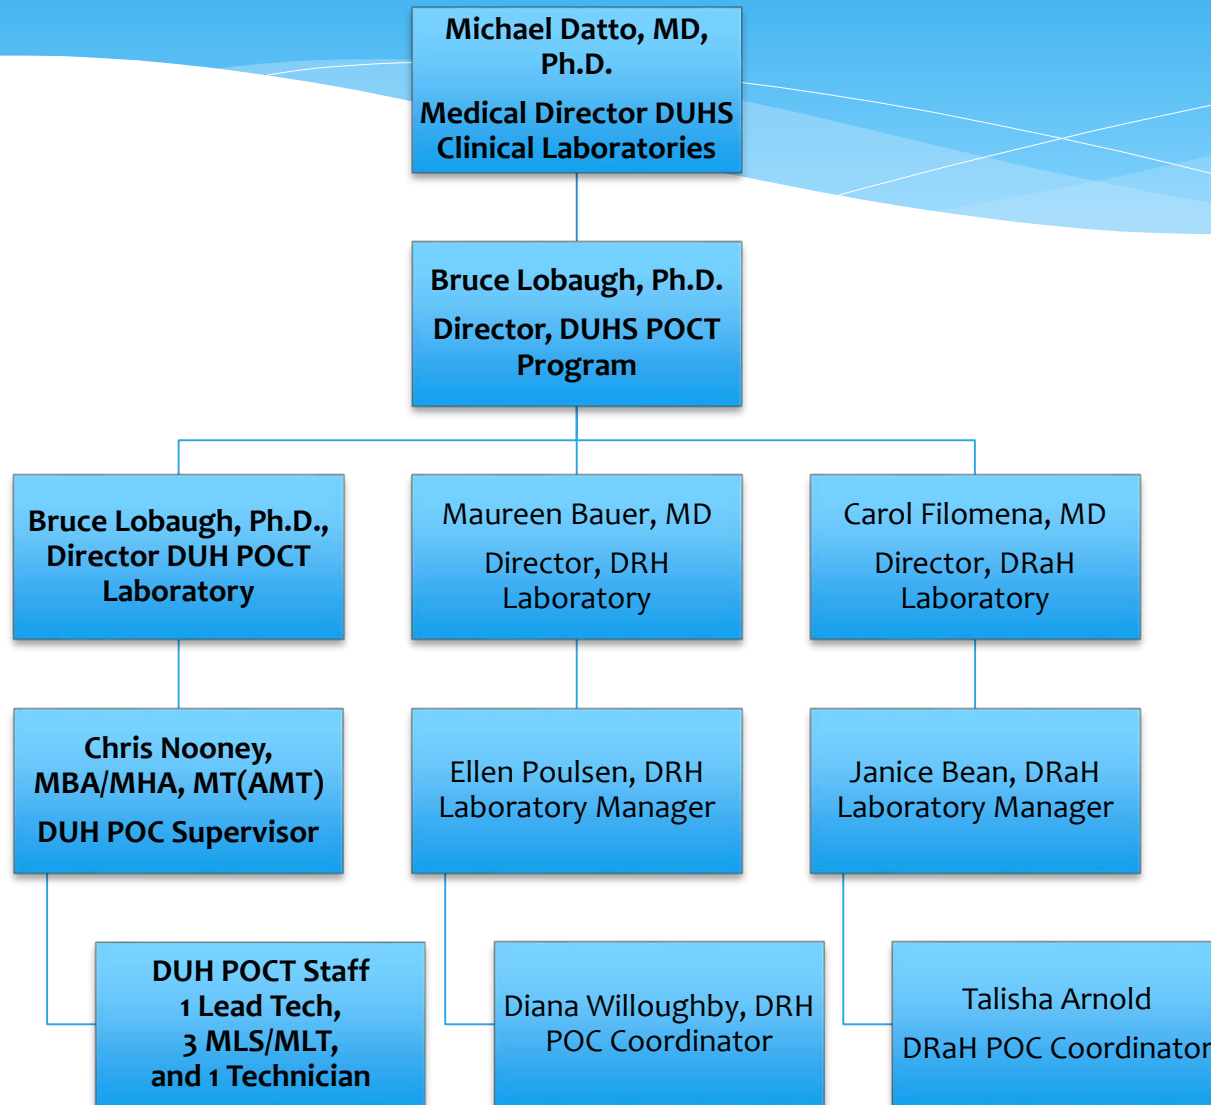 Michael Datto, MD,
Ph.D.
Medical Director DUHS
Clinical Laboratories
Bruce Lobaugh, Ph.D.
Director, DUHS POCT
Program
Bruce Lobaugh, Ph.D.,
Director DUH POCT
Laboratory
Maureen Bauer, MD
Director, DRH
Laboratory
Carol Filomena, MD
Director, DRaH
Laboratory
Chris Nooney,
MBA/MHA, MT(AMT)
DUH POC Supervisor
Ellen Poulsen, DRH
Laboratory Manager
Janice Bean, DRaH
Laboratory Manager
DUH POCT Staff
1 Lead Tech,
3 MLS/MLT,
and 1 Technician
Diana Willoughby, DRH
POC Coordinator
Talisha Arnold
DRaH POC Coordinator